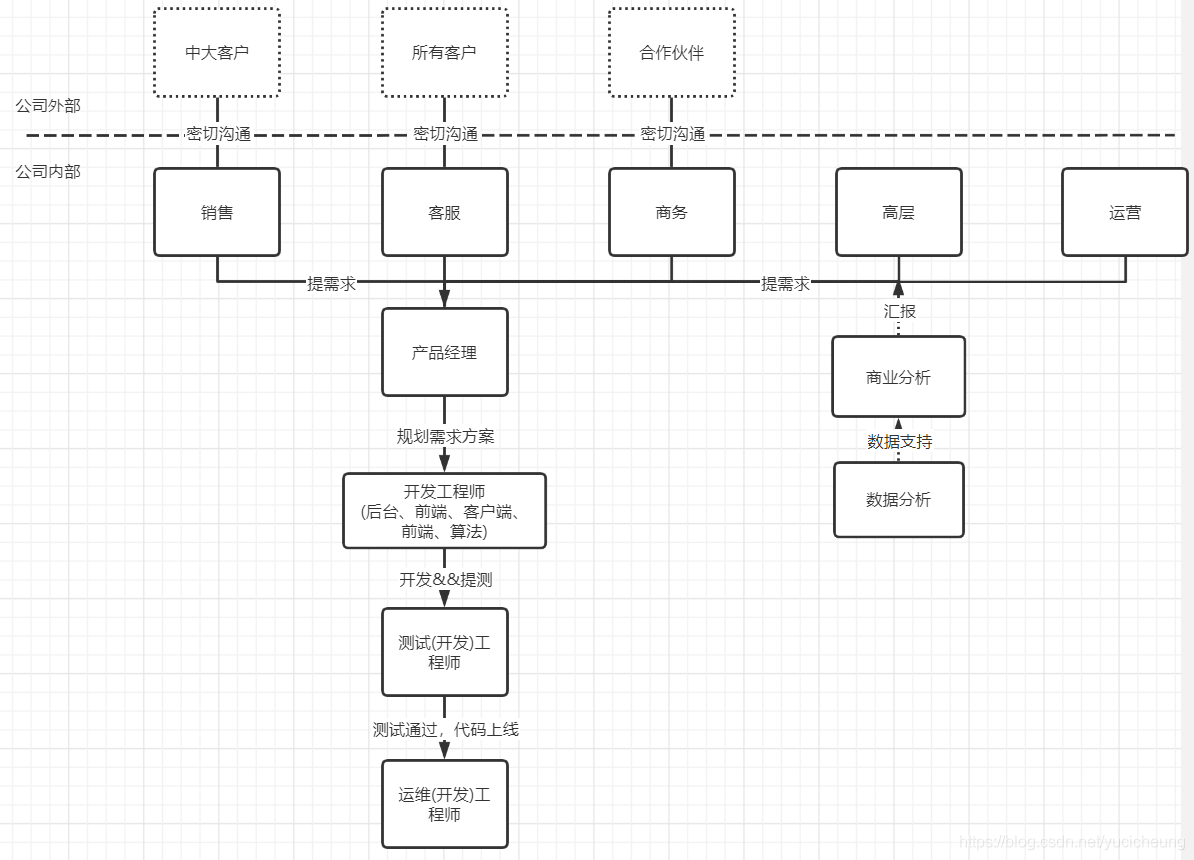 中大客户
所有客户
合作伙伴
公司外部
密切沟通
密切沟通
密切沟通
公司内部
销售
客服
商务
高层
运营
提需求
提需求
汇报
产品经理
商业分析
规划需求方案
数据支持
开发工程师
(后台、前端、客户端、
前端、算法)
数据分析
开发&&提测
测试(开发)工
程师
测试通过，代码上线
运维(开发)工
程师
https://blog.csdn.net/yucicheung